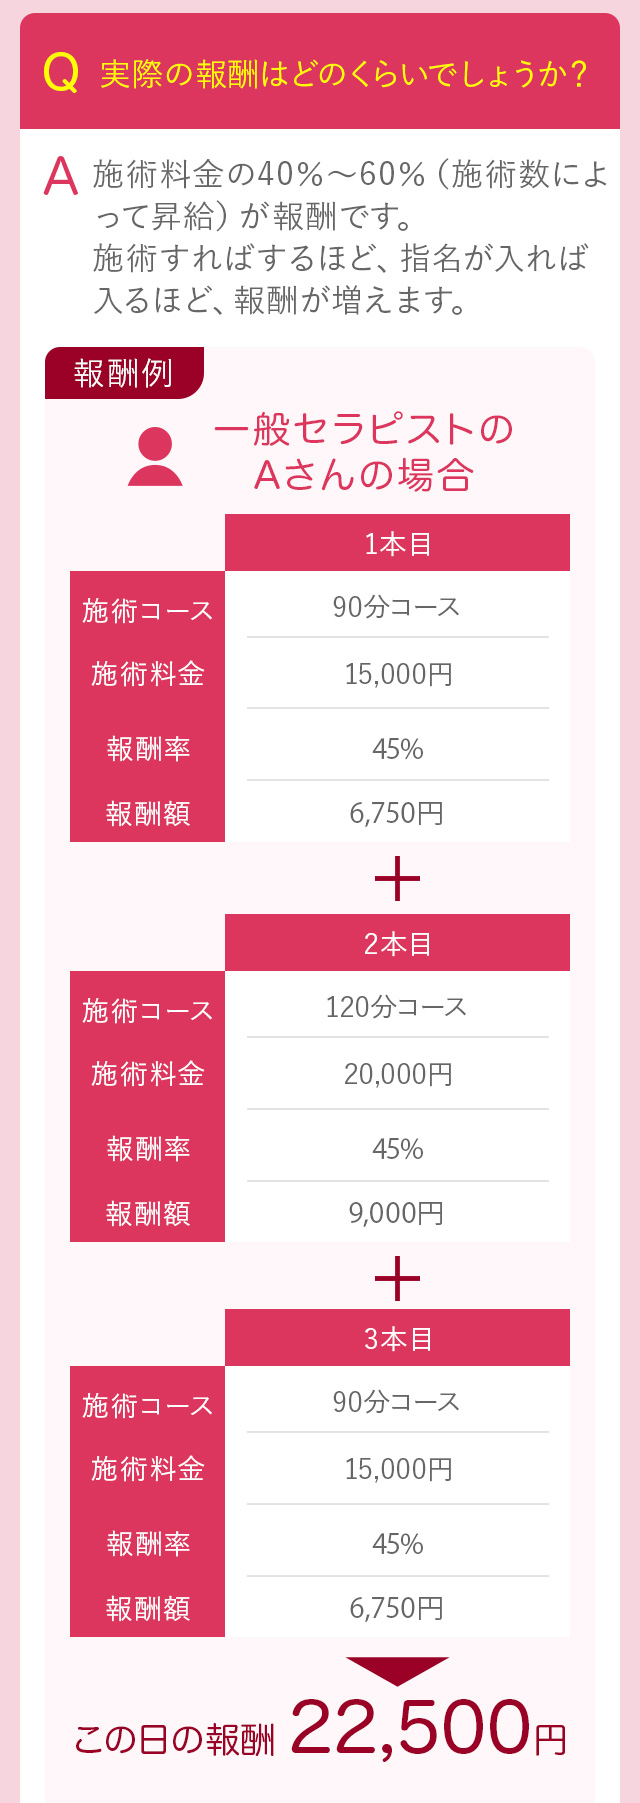 Q 実際の報酬はどのくらいでしょうか？
A 施術料金の40％～60％（施術数によ
って昇給）が報酬です。
施術すればするほど、指名が入れば
入るほど、報酬が増えます。
報酬例
一般セラピストの
Aさんの場合
1本目
施術コース 90分コース
施術料金 15,000円
報酬率 45%
報酬額 6,750円
＋
2本目
施術コース 120分コース
施術料金 20,000円
報酬率 45%
報酬額 9,000円
＋
3本目
施術コース 90分コース
施術料金 15,000円
報酬率 45%
報酬額 6,750円
この日の報酬 22,500円